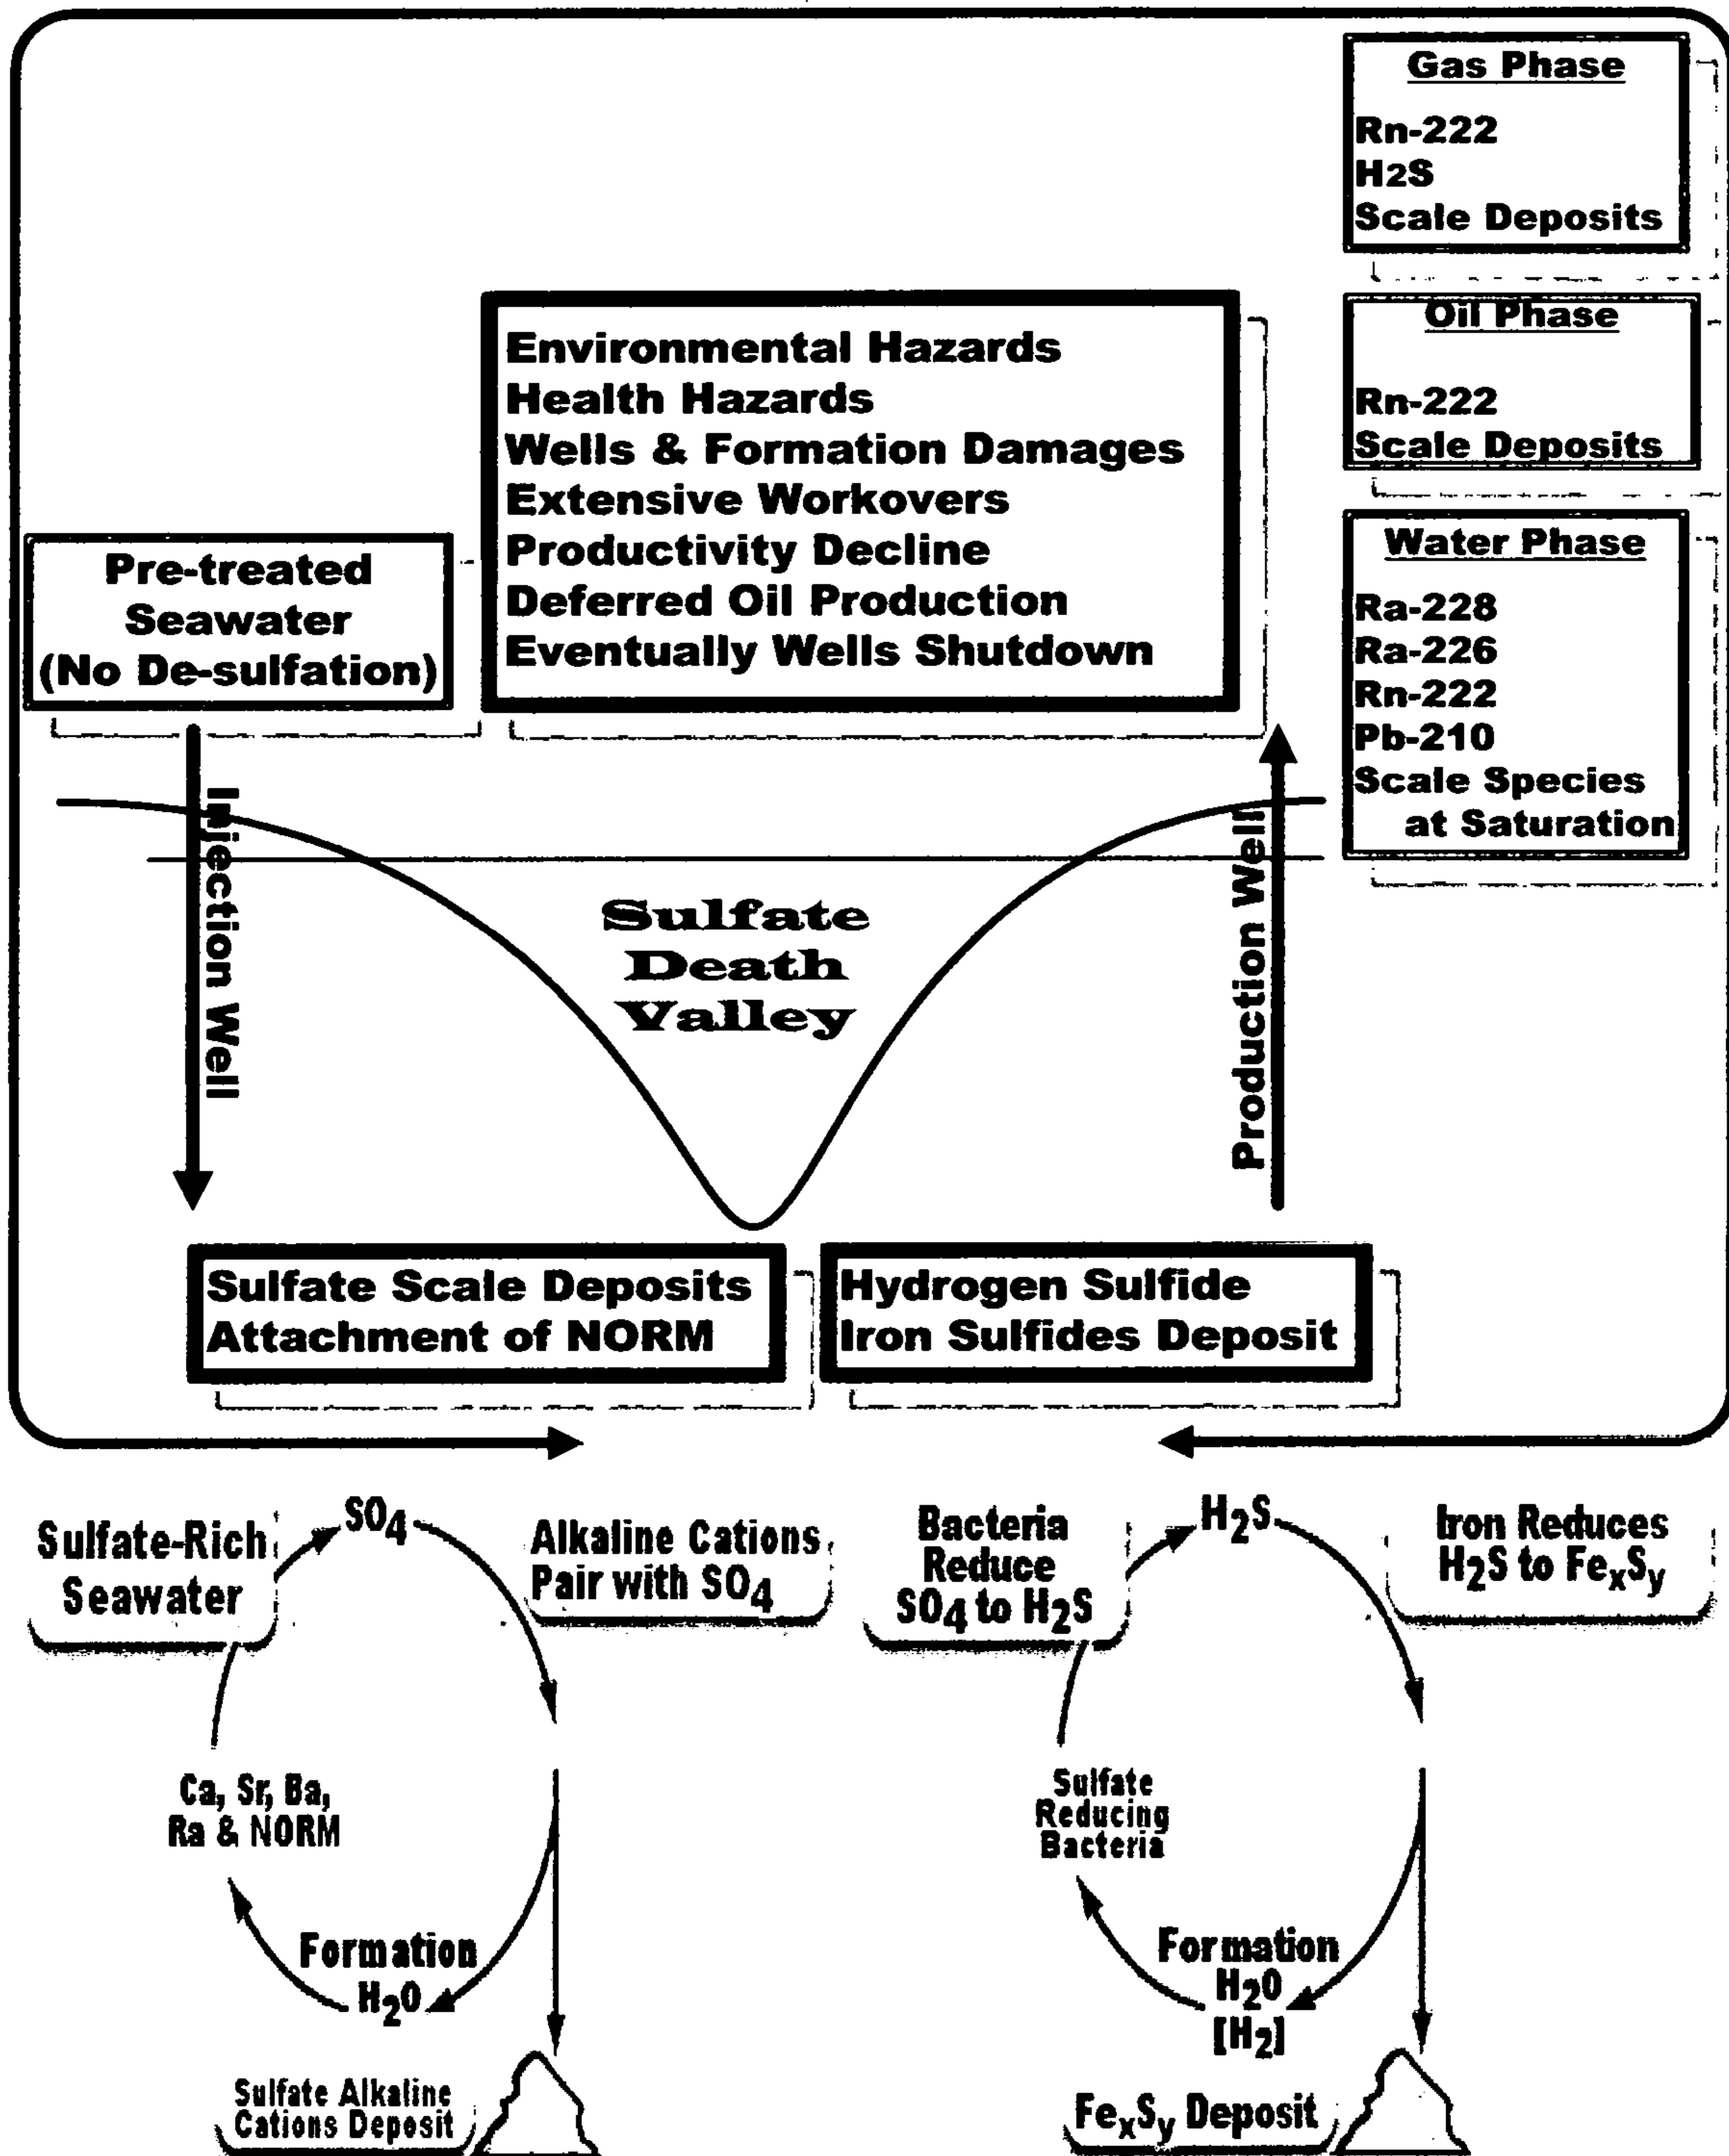 Gas Phase
Rn-222
H2S
Scale Deposits
Oil Phase
Rn-222
Scale Deposits
Water Phase
Ra-228
Ra-226
Rn-222
Pb-210
Scale Species
at Saturation
Environmental Hazards
Health Hazards
Wells & Formation Damages
Extensive Workovers
Productivity Decline
Deferred Oil Production
Eventually Wells Shutdown
Pre-treated
Seawater
(No De-sulfation)
Injection Well
Sulfate
Death
Valley
Production Well
Sulfate Scale Deposits
Attachment of NORM
Hydrogen Sulfide
Iron Sulfides Deposit
Sulfate-Rich
Seawater
SO4
Alkaline Cations
Pair with SO4
Ca, Sr, Ba,
Ra & NORM
Formation
H2O
Sulfate Alkaline
Cations Deposit
Bacteria
Reduce
SO4 to H2S
H2S
Iron Reduces
H2S to FexSy
Sulfate
Reducing
Bacteria
Formation
H2O
[H2]
FexSy Deposit